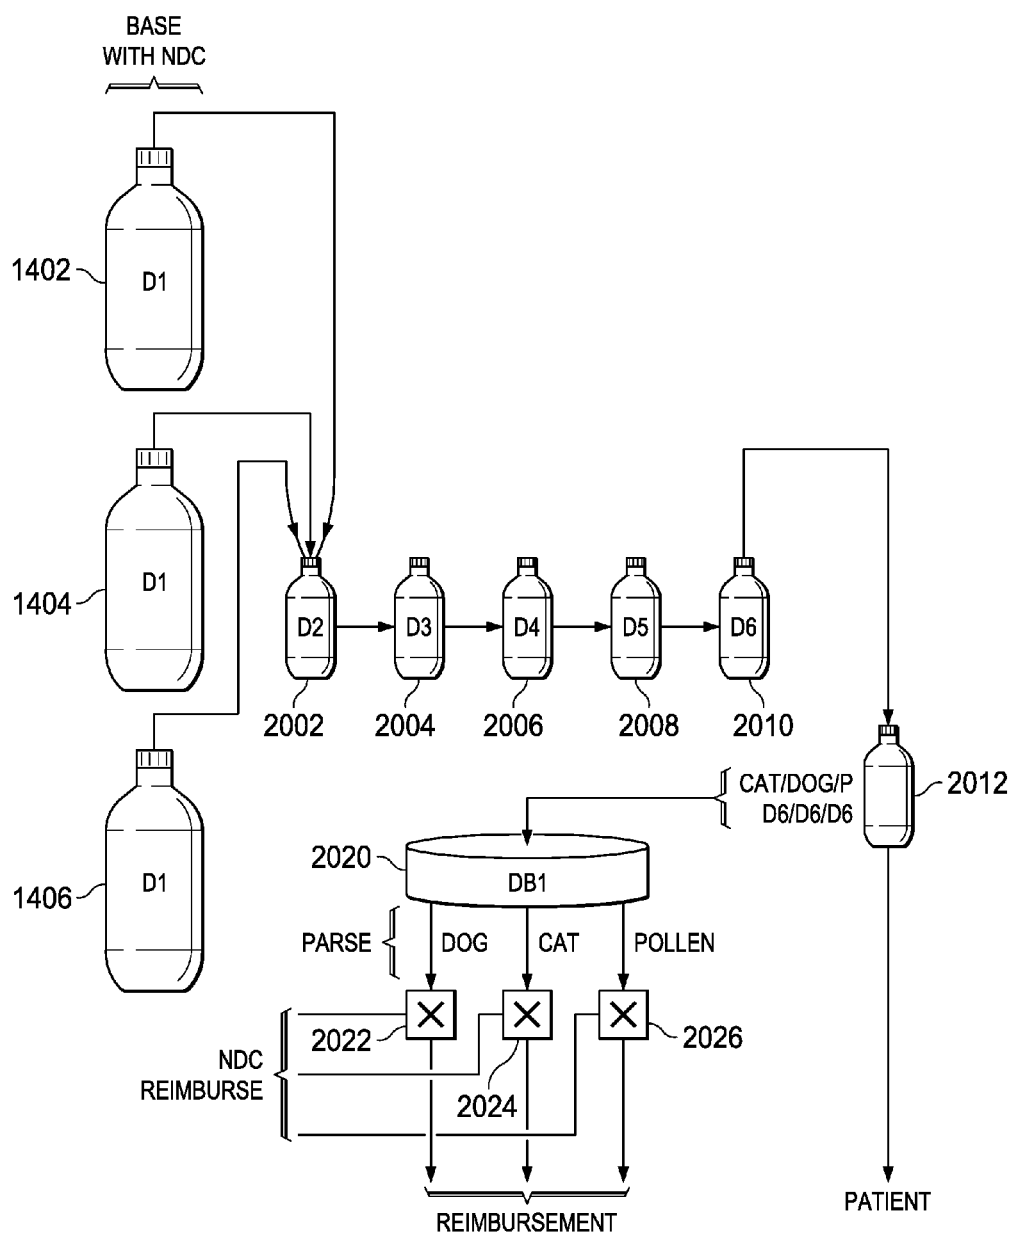 BASE
WITH NDC
1402
D1
1404
D1
1406
D1
D2
D3
D4
D5
D6
2002
2004
2006
2008
2010
2012
CAT/DOG/P
D6/D6/D6
2020
DB1
PARSE
DOG
CAT
POLLEN
2022
2024
2026
NDC
REIMBURSE
REIMBURSEMENT
PATIENT